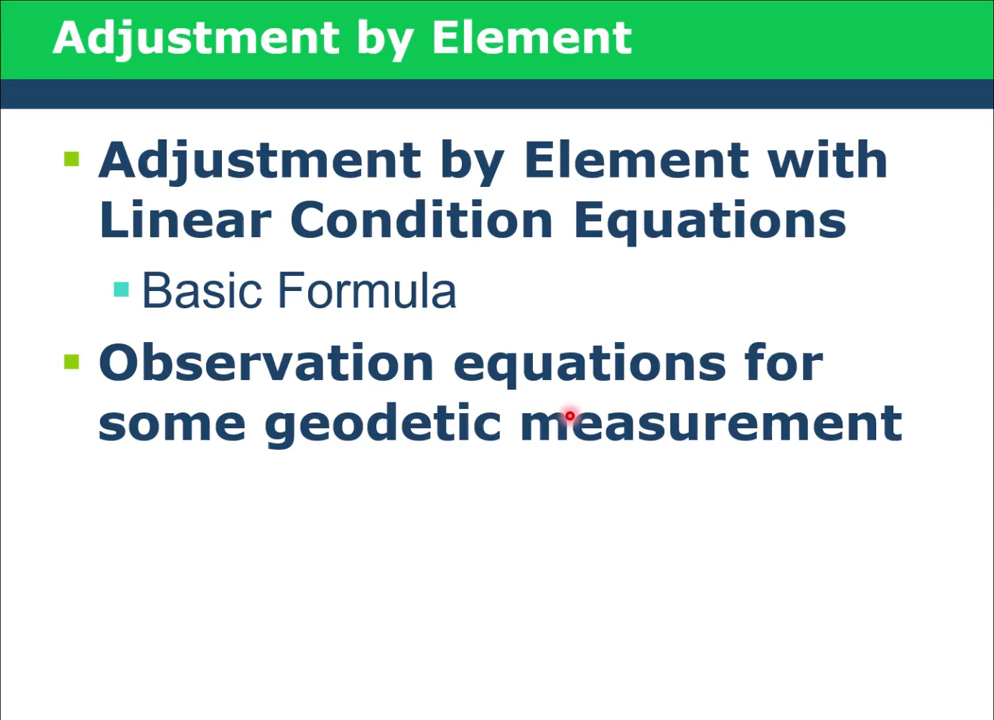 Adjustment by Element
Adjustment by Element with
Linear Condition Equations
Basic Formula
Observation equations for
some geodetic measurement